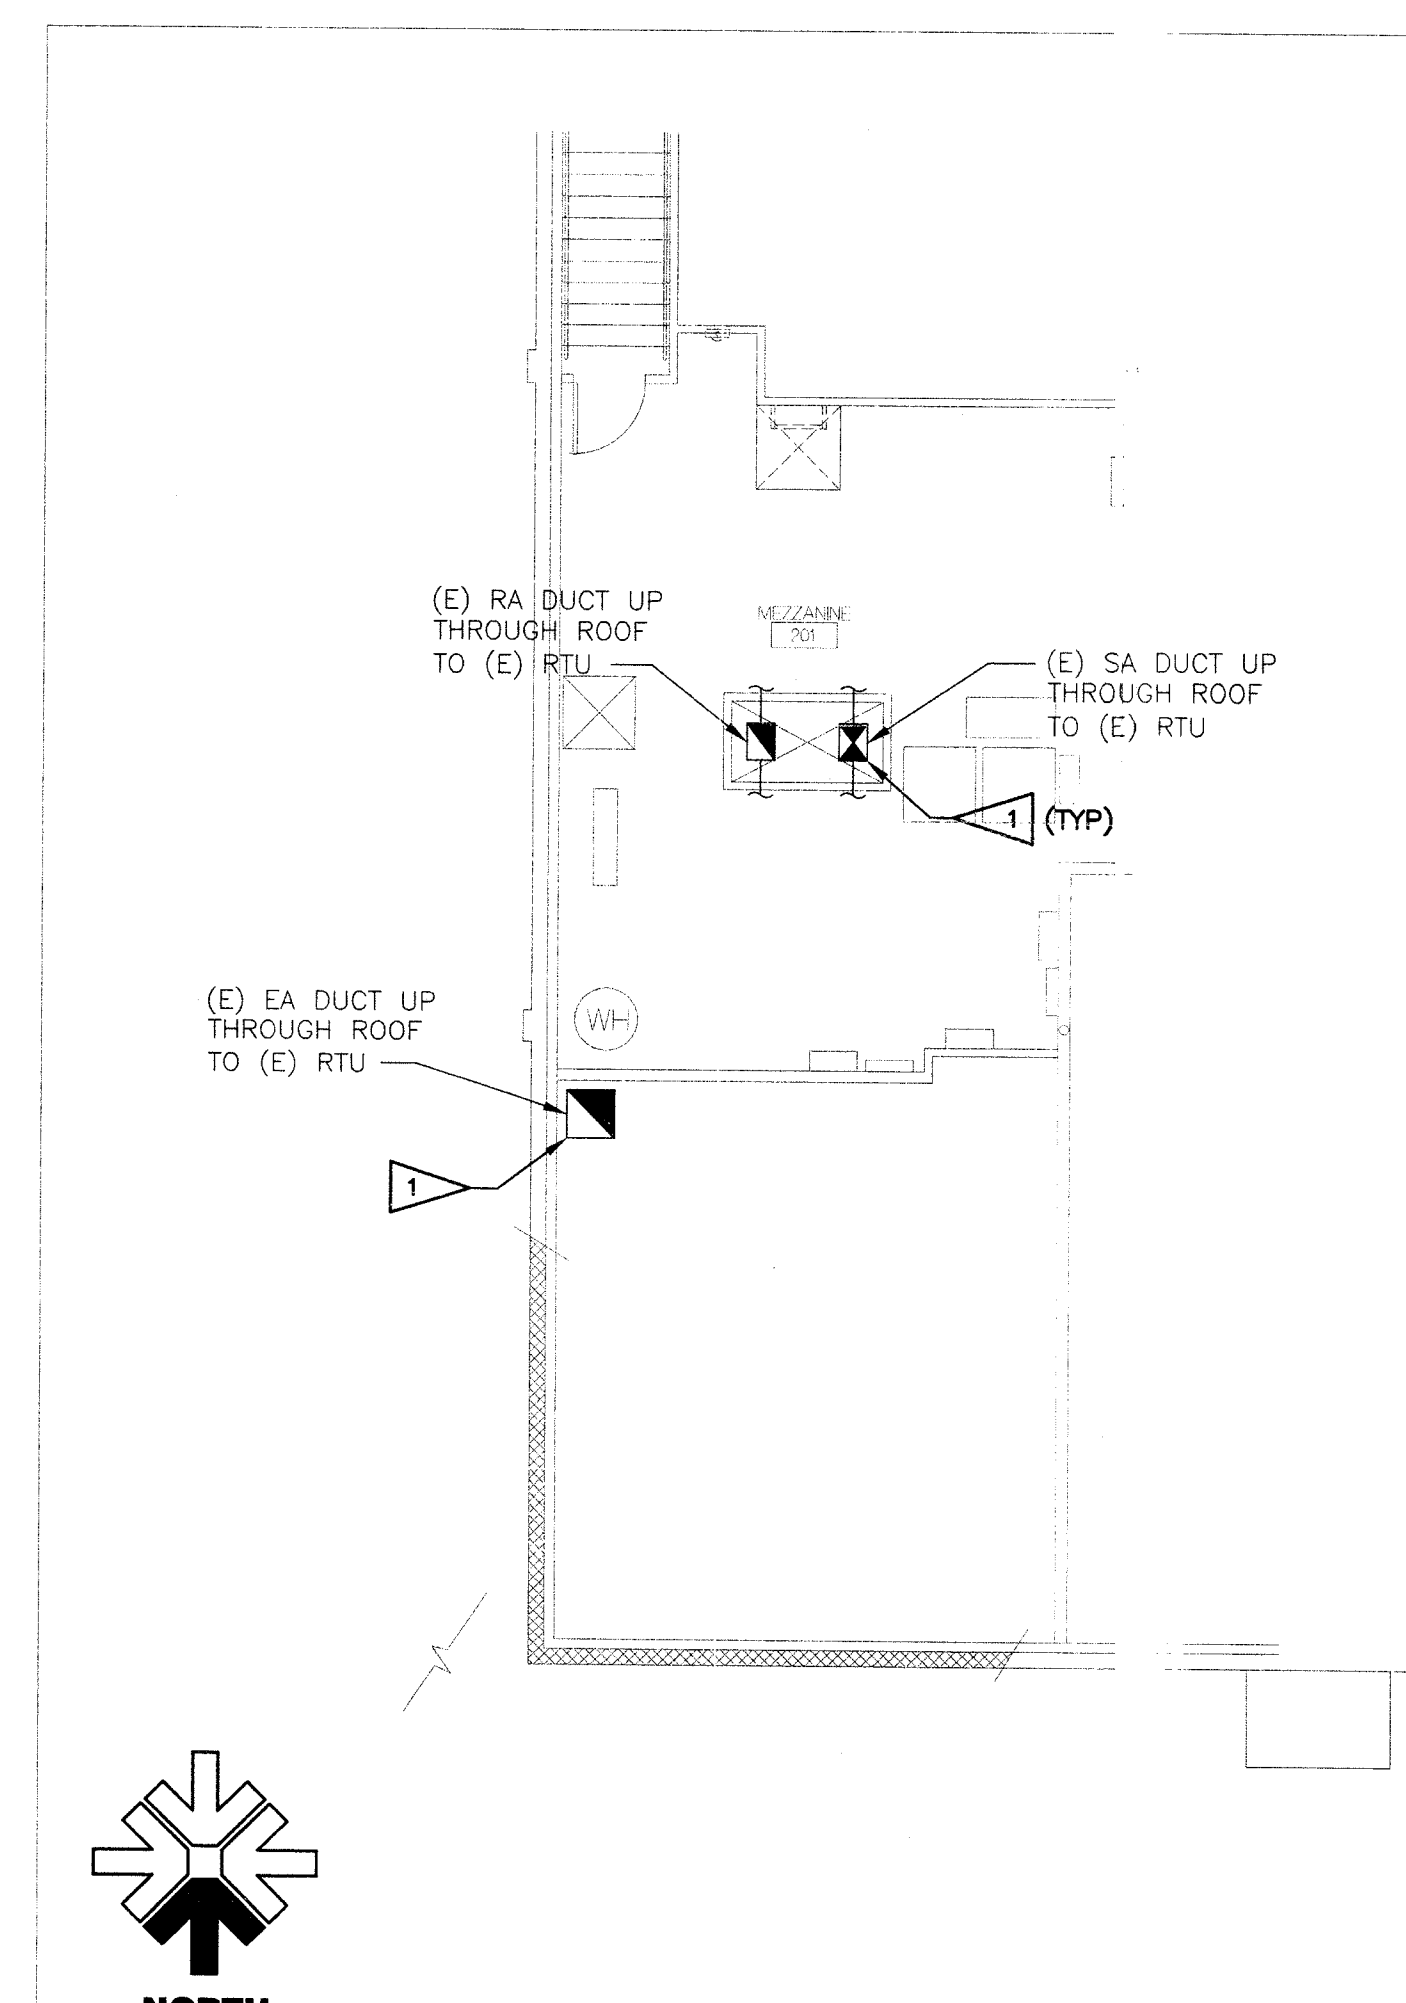 (E) RA DUCT UP
THROUGH ROOF
TO (E) RTU
MEZZANINE
201
(E) SA DUCT UP
THROUGH ROOF
TO (E) RTU
1 (TYP)
(E) EA DUCT UP
THROUGH ROOF
TO (E) RTU
WH
1
NORTH